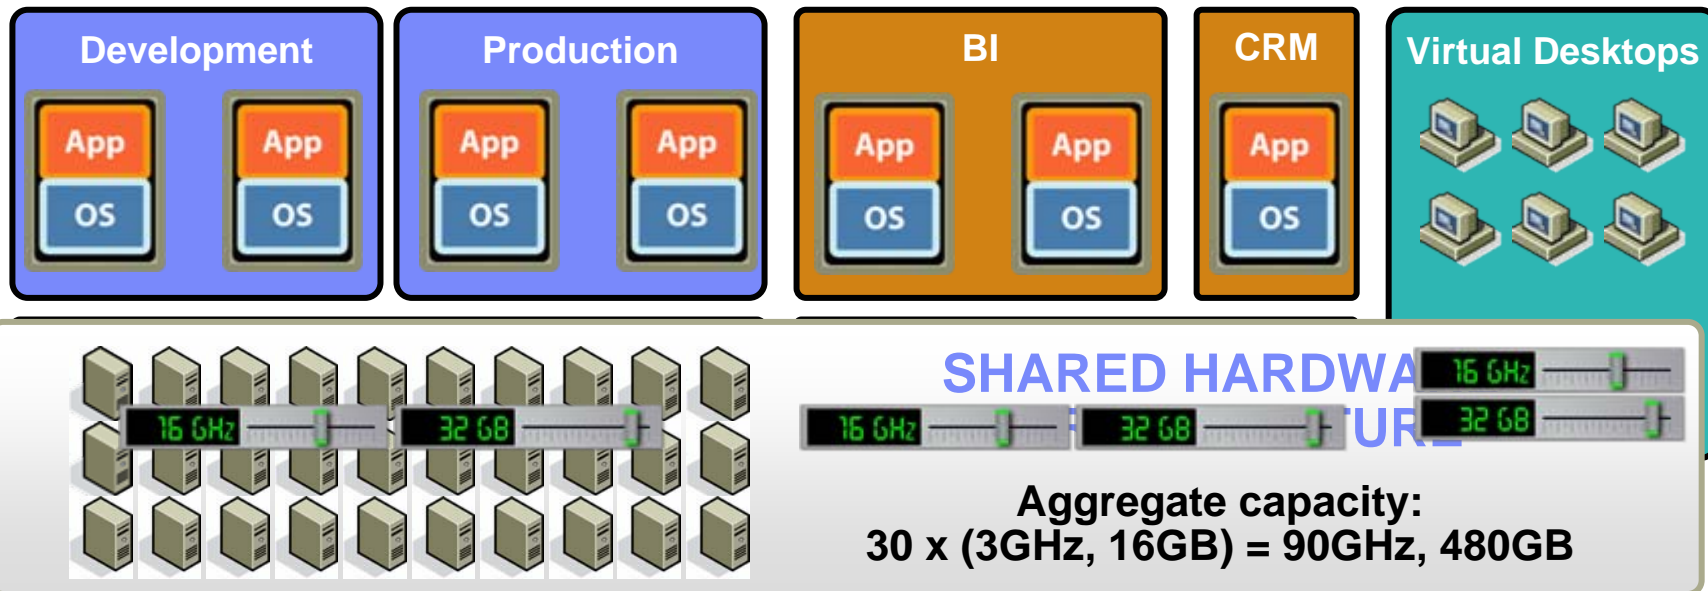 Development
Production
BI
CRM
Virtual Desktops
App
App
App
App
App
App
App
OS
OS
OS
OS
OS
OS
OS
SHARED HARDWA
16 GHz
16 GHz
32 GB
16 GHz
32 GB
TURE
32 GB
Aggregate capacity:
30 x (3GHz, 16GB) = 90GHz, 480GB